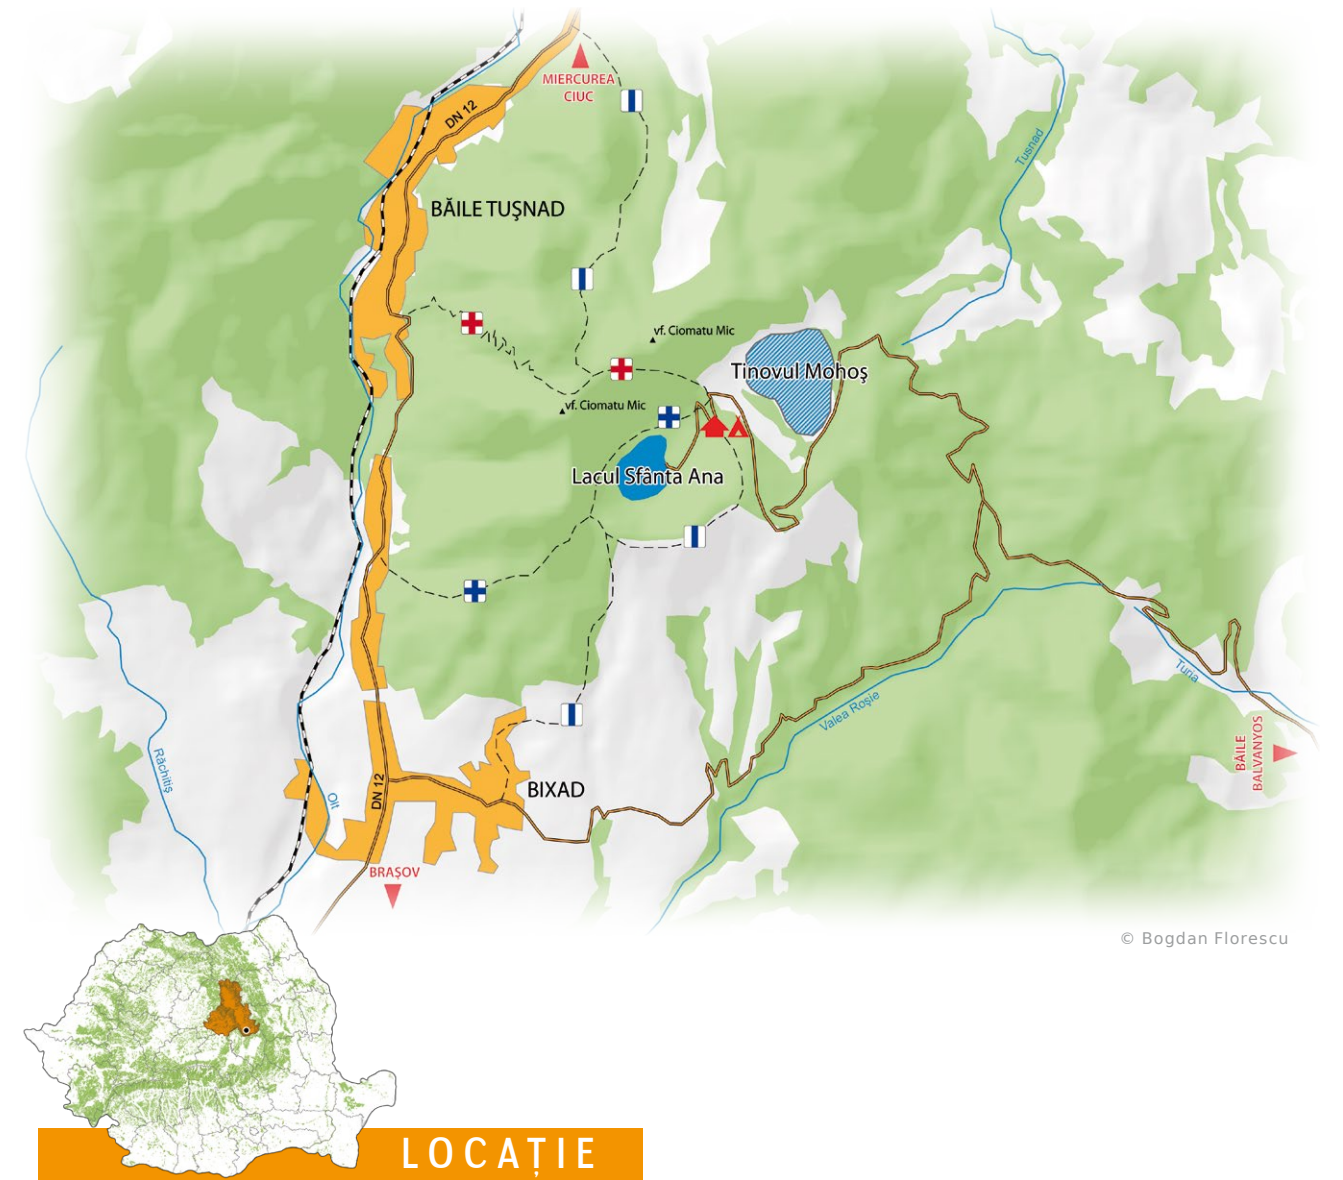 MIERCUREA
CIUC
DN 12
Tusnad
BĂILE TUŞNAD
vf. Ciomatu Mic
Tinovul Mohoş
vf. Ciomatu Mic
Lacul Sfânta Ana
Turia
Valea Roşie
BĂILE
BALVANYOS
Răchitiş
Olt
DN 12
BIXAD
BRAŞOV
© Bogdan Florescu
LOCAȚIE